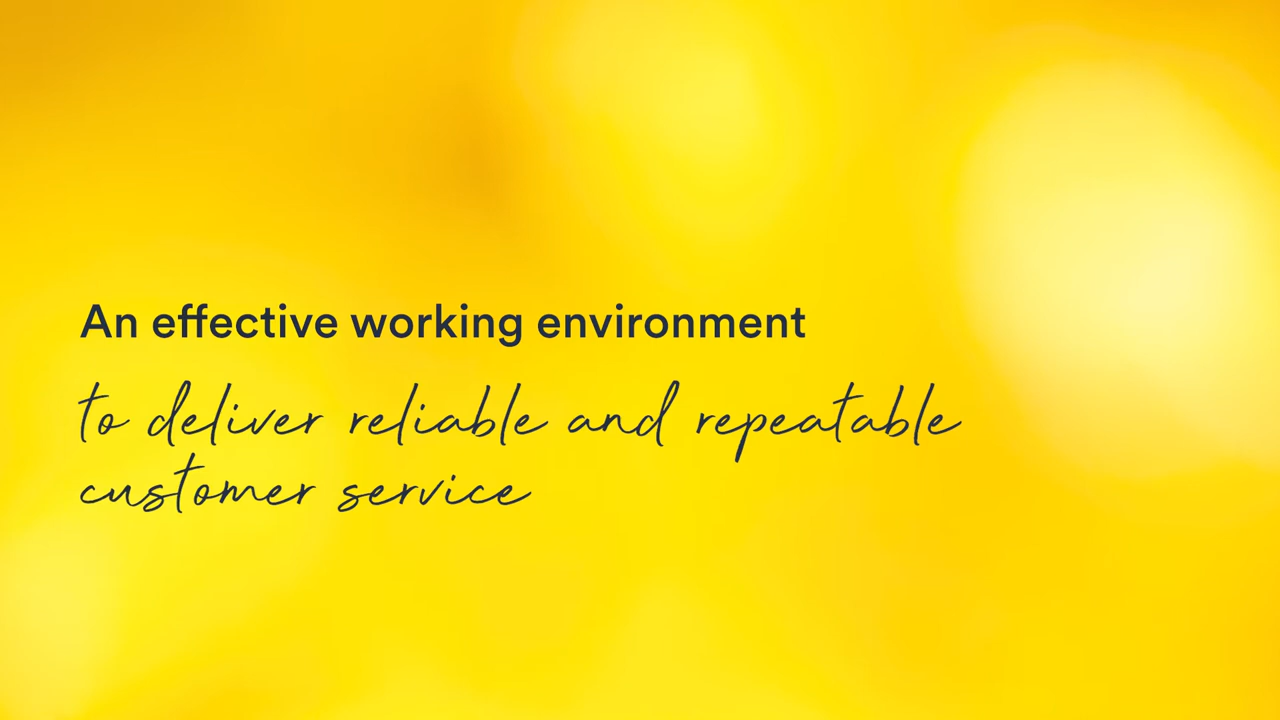 An effective working environment
to deliver reliable and repeatable
customer service